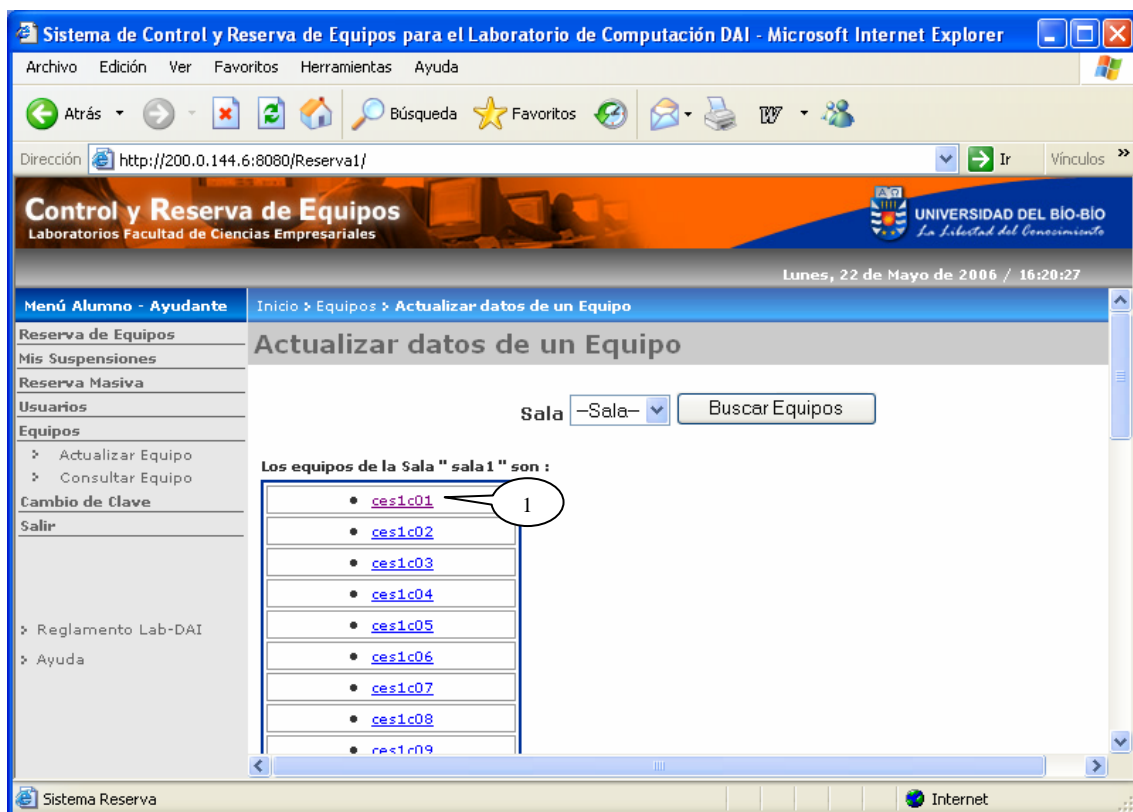 Sistema de Control y Reserva de Equipos para el Laboratorio de Computación DAI - Microsoft Internet Explorer
Archivo Edición Ver Favoritos Herramientas Ayuda
Atrás Búsqueda Favoritos
Dirección http://200.0.144.6:8080/Reserva1/ Ir Vínculos »
Control y Reserva de Equipos
Laboratorios Facultad de Ciencias Empresariales
UNIVERSIDAD DEL BÍO-BÍO
La Libertad del Conocimiento
Lunes, 22 de Mayo de 2006 / 16:20:27
Menú Alumno - Ayudante
Reserva de Equipos
Mis Suspensiones
Reserva Masiva
Usuarios
Equipos
Actualizar Equipo
Consultar Equipo
Cambio de Clave
Salir
Reglamento Lab-DAI
Ayuda
Inicio > Equipos > Actualizar datos de un Equipo
Actualizar datos de un Equipo
Sala –Sala– Buscar Equipos
Los equipos de la Sala " sala1 " son :
• ces1c01
1
• ces1c02
• ces1c03
• ces1c04
• ces1c05
• ces1c06
• ces1c07
• ces1c08
• ces1c09
Sistema Reserva Internet